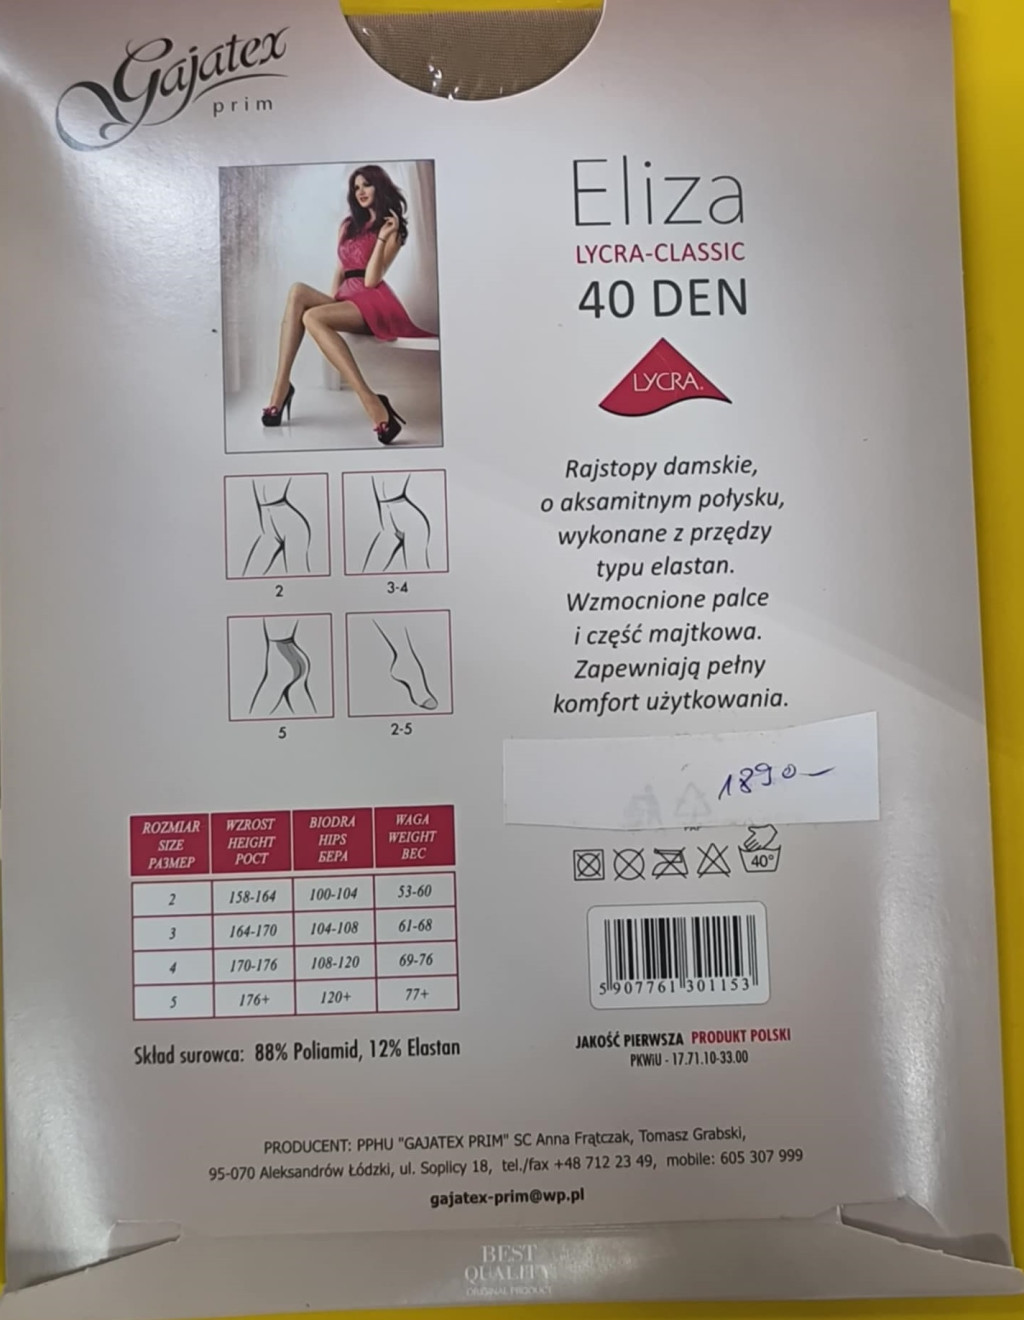 Gajatex
prim
Eliza
LYCRA-CLASSIC
40 DEN
LYCRA.
Rajstopy damskie,
o aksamitnym połysku,
wykonane z przędzy
typu elastan.
Wzmocnione palce
i część majtkowa.
Zapewniają pełny
komfort użytkowania.
2
3-4
5
2-5
1890-
ROZMIAR SIZE РАЗМЕР WZROST HEIGHT РОСТ BIODRA HIPS БЕРА WAGA WEIGHT ВЕС
2 158-164 100-104 53-60
3 164-170 104-108 61-68
4 170-176 108-120 69-76
5 176+ 120+ 77+
40°
5 907761 301153
Skład surowca: 88% Poliamid, 12% Elastan
JAKOŚĆ PIERWSZA PRODUKT POLSKI
PKWiU - 17.71.10-33.00
PRODUCENT: PPHU "GAJATEX PRIM" SC Anna Frątczak, Tomasz Grabski,
95-070 Aleksandrów Łódzki, ul. Soplicy 18, tel./fax +48 712 23 49, mobile: 605 307 999
gajatex-prim@wp.pl
BEST
QUALITY
ORIGINAL PRODUCT